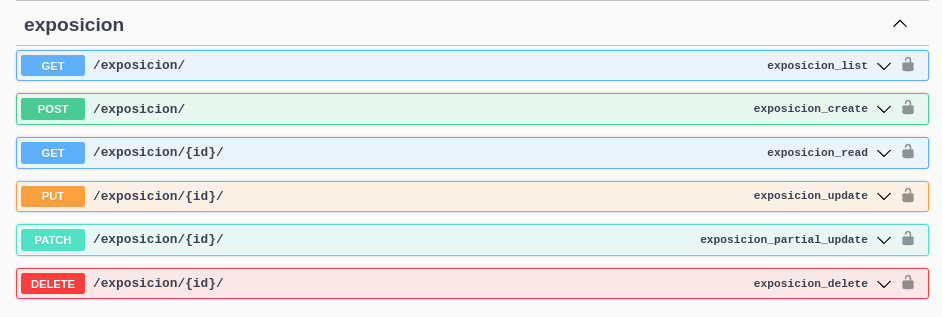 exposicion
GET /exposicion/ exposicion_list
POST /exposicion/ exposicion_create
GET /exposicion/{id}/ exposicion_read
PUT /exposicion/{id}/ exposicion_update
PATCH /exposicion/{id}/ exposicion_partial_update
DELETE /exposicion/{id}/ exposicion_delete